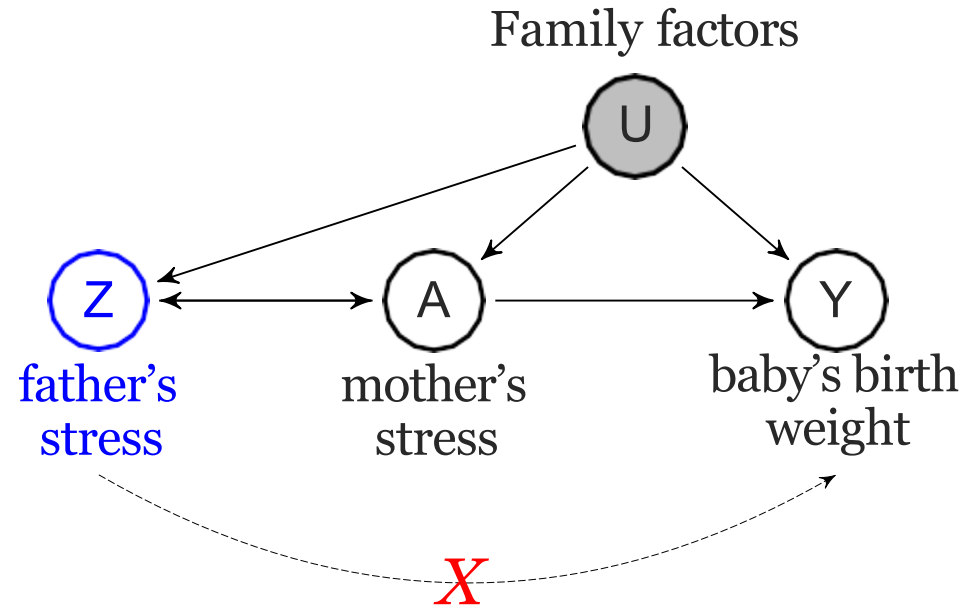 Family factors
U
Z
A
Y
father’s
stress
mother’s
stress
baby’s birth
weight
X